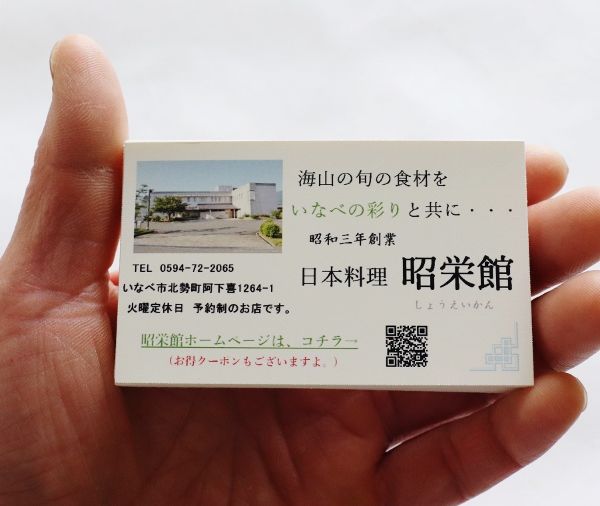 海山の旬の食材を
いなべの彩りと共に・・・
昭和三年創業
日本料理 昭栄館
しょうえいかん
TEL 0594-72-2065
いなべ市北勢町阿下喜1264-1
火曜定休日 予約制のお店です。
昭栄館ホームページは、コチラ→
(お得クーポンもございますよ。)